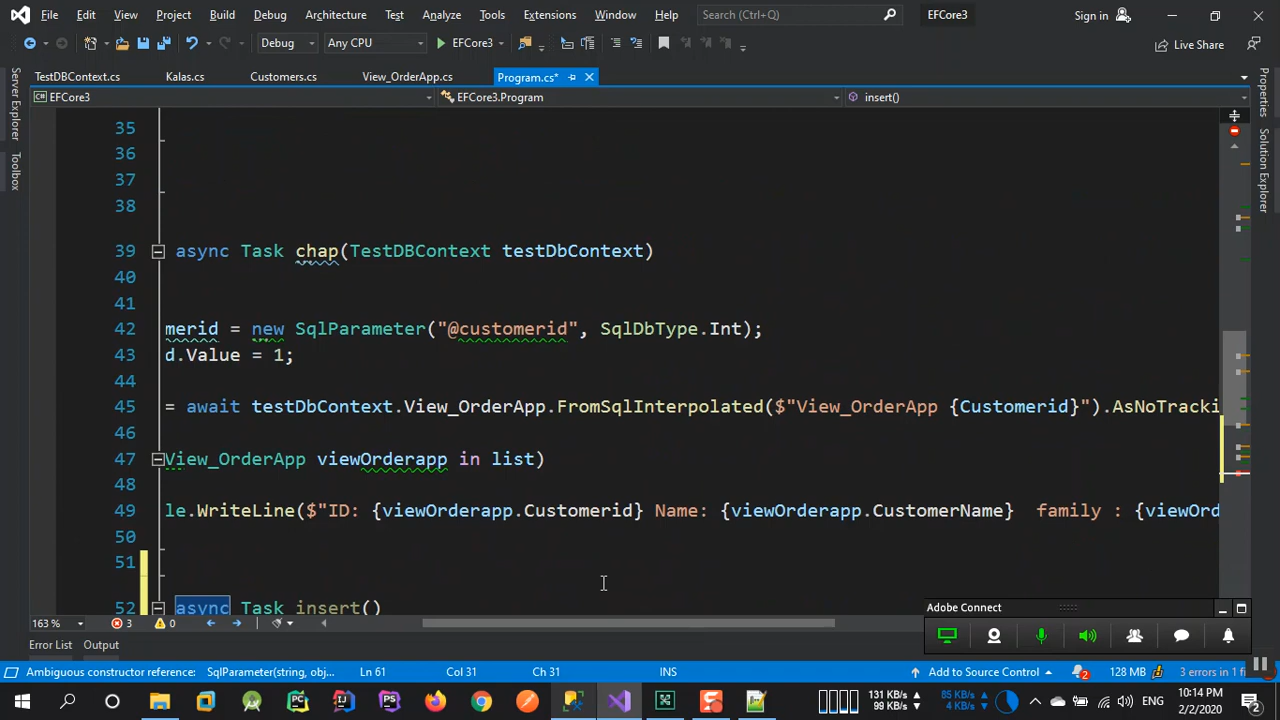 File Edit View Project Build Debug Architecture Test Analyze Tools Extensions Window Help Search (Ctrl+Q) EFCore3 Sign in
Debug Any CPU EFCore3 Live Share
TestDBContext.cs Kalas.cs Customers.cs View_OrderApp.cs Program.cs*
EFCore3 EFCore3.Program insert()
Server Explorer
Toolbox
Properties
Solution Explorer
35
36
37
38
39 async Task chap(TestDBContext testDbContext)
40
41
42 merid = new SqlParameter("@customerid", SqlDbType.Int);
43 d.Value = 1;
44
45 = await testDbContext.View_OrderApp.FromSqlInterpolated($"View_OrderApp {Customerid}").AsNoTracki
46
47 View_OrderApp viewOrderapp in list)
48
49 le.WriteLine($"ID: {viewOrderapp.Customerid} Name: {viewOrderapp.CustomerName}  family : {viewOrd
50
51
52 async Task insert()
Adobe Connect
163 % 3 0
Error List Output
Ambiguous constructor reference: SqlParameter(string, obj... Ln 61 Col 31 Ch 31 INS Add to Source Control 2 128 MB 3 errors in 1 f
131 KB/s 85 KB/s
99 KB/s 4 KB/s
ENG
10:14 PM
2/2/2020